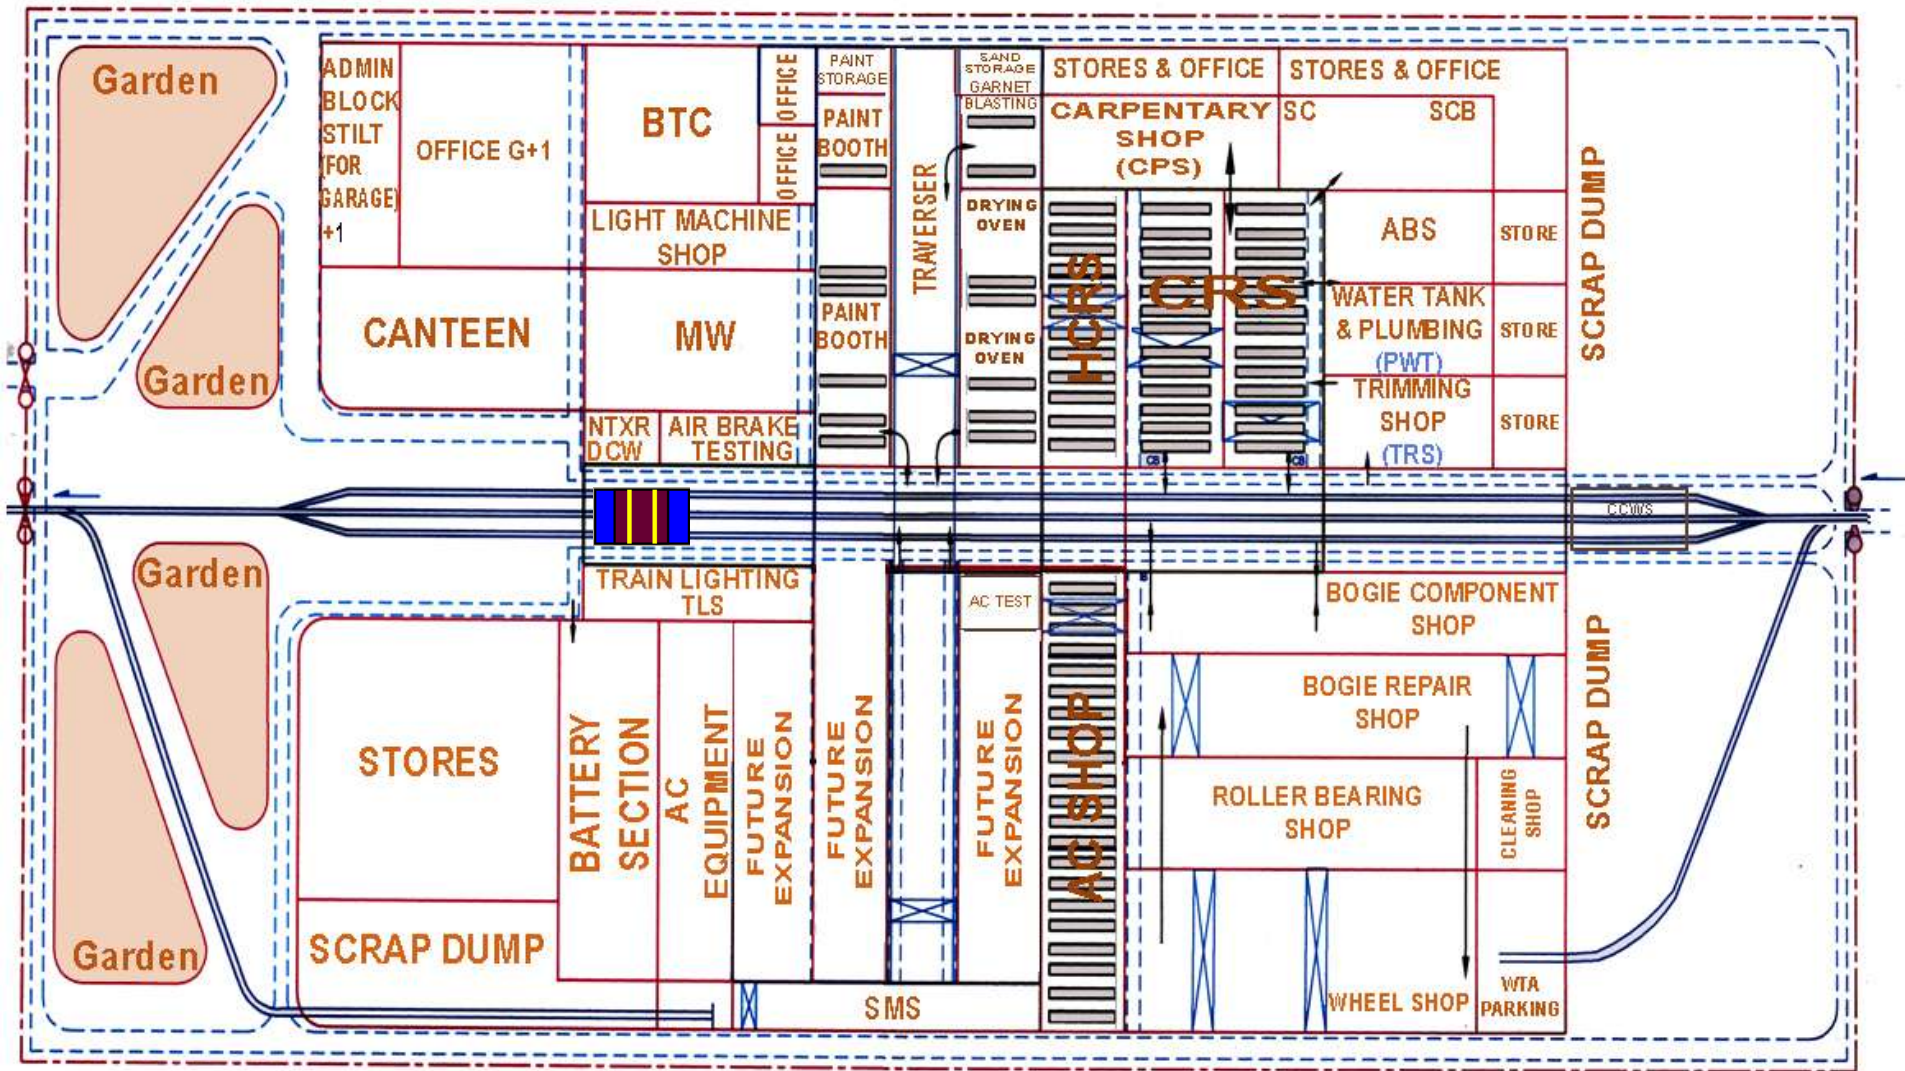 Garden
ADMIN
BLOCK
STILT
(FOR
GARAGE)
+1
OFFICE G+1
BTC
OFFICE
OFFICE
PAINT
STORAGE
PAINT
BOOTH
TRAVERSER
SAND
STORAGE
GARNET
BLASTING
STORES & OFFICE
STORES & OFFICE
CARPENTARY
SHOP
(CPS)
SC
SCB
SCRAP DUMP
LIGHT MACHINE
SHOP
DRYING
OVEN
HCRS
CRS
ABS
STORE
Garden
CANTEEN
MW
PAINT
BOOTH
DRYING
OVEN
WATER TANK
& PLUMBING
(PWT)
STORE
TRIMMING
SHOP
(TRS)
STORE
NTXR
DCW
AIR BRAKE
TESTING
CB
CB
CCWS
Garden
TRAIN LIGHTING
TLS
AC TEST
BOGIE COMPONENT
SHOP
SCRAP DUMP
STORES
BATTERY
SECTION
AC
EQUIPMENT
FUTURE
EXPANSION
FUTURE
EXPANSION
FUTURE
EXPANSION
AC SHOP
BOGIE REPAIR
SHOP
ROLLER BEARING
SHOP
CLEANING
SHOP
Garden
SCRAP DUMP
SMS
WHEEL SHOP
WTA
PARKING